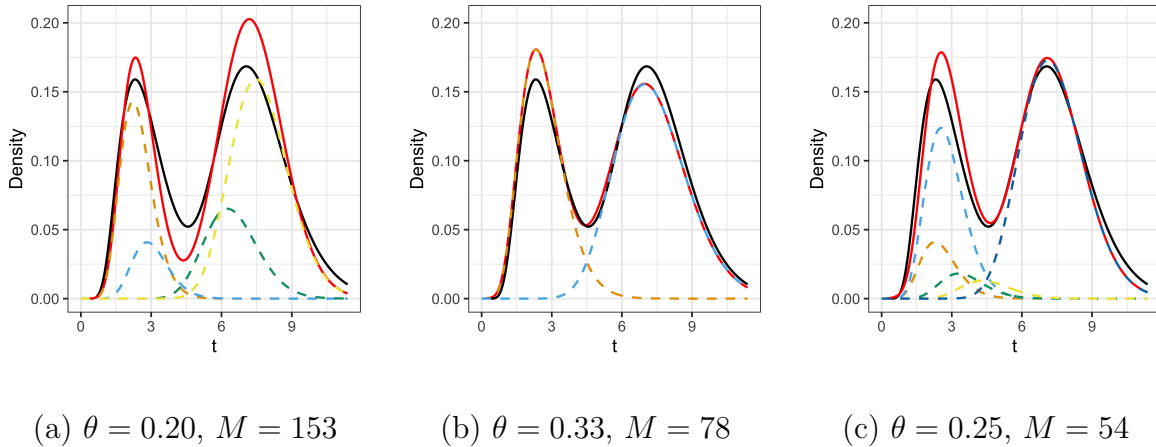 0.20
0.15
0.10
0.05
0.00
Density
0 3 6 9
t
0.20
0.15
0.10
0.05
0.00
Density
0 3 6 9
t
0.20
0.15
0.10
0.05
0.00
Density
0 3 6 9
t
(a) θ = 0.20, M = 153
(b) θ = 0.33, M = 78
(c) θ = 0.25, M = 54